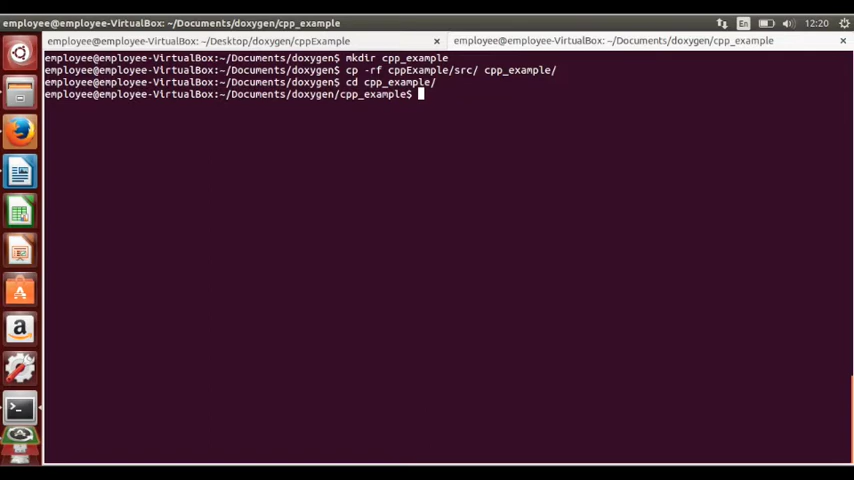 employee@employee-VirtualBox: ~/Documents/doxygen/cpp_example
En
12:20
employee@employee-VirtualBox: ~/Desktop/doxygen/cppExample
employee@employee-VirtualBox: ~/Documents/doxygen/cpp_example
employee@employee-VirtualBox:~/Documents/doxygen$ mkdir cpp_example
employee@employee-VirtualBox:~/Documents/doxygen$ cp -rf cppExample/src/ cpp_example/
employee@employee-VirtualBox:~/Documents/doxygen$ cd cpp_example/
employee@employee-VirtualBox:~/Documents/doxygen/cpp_example$